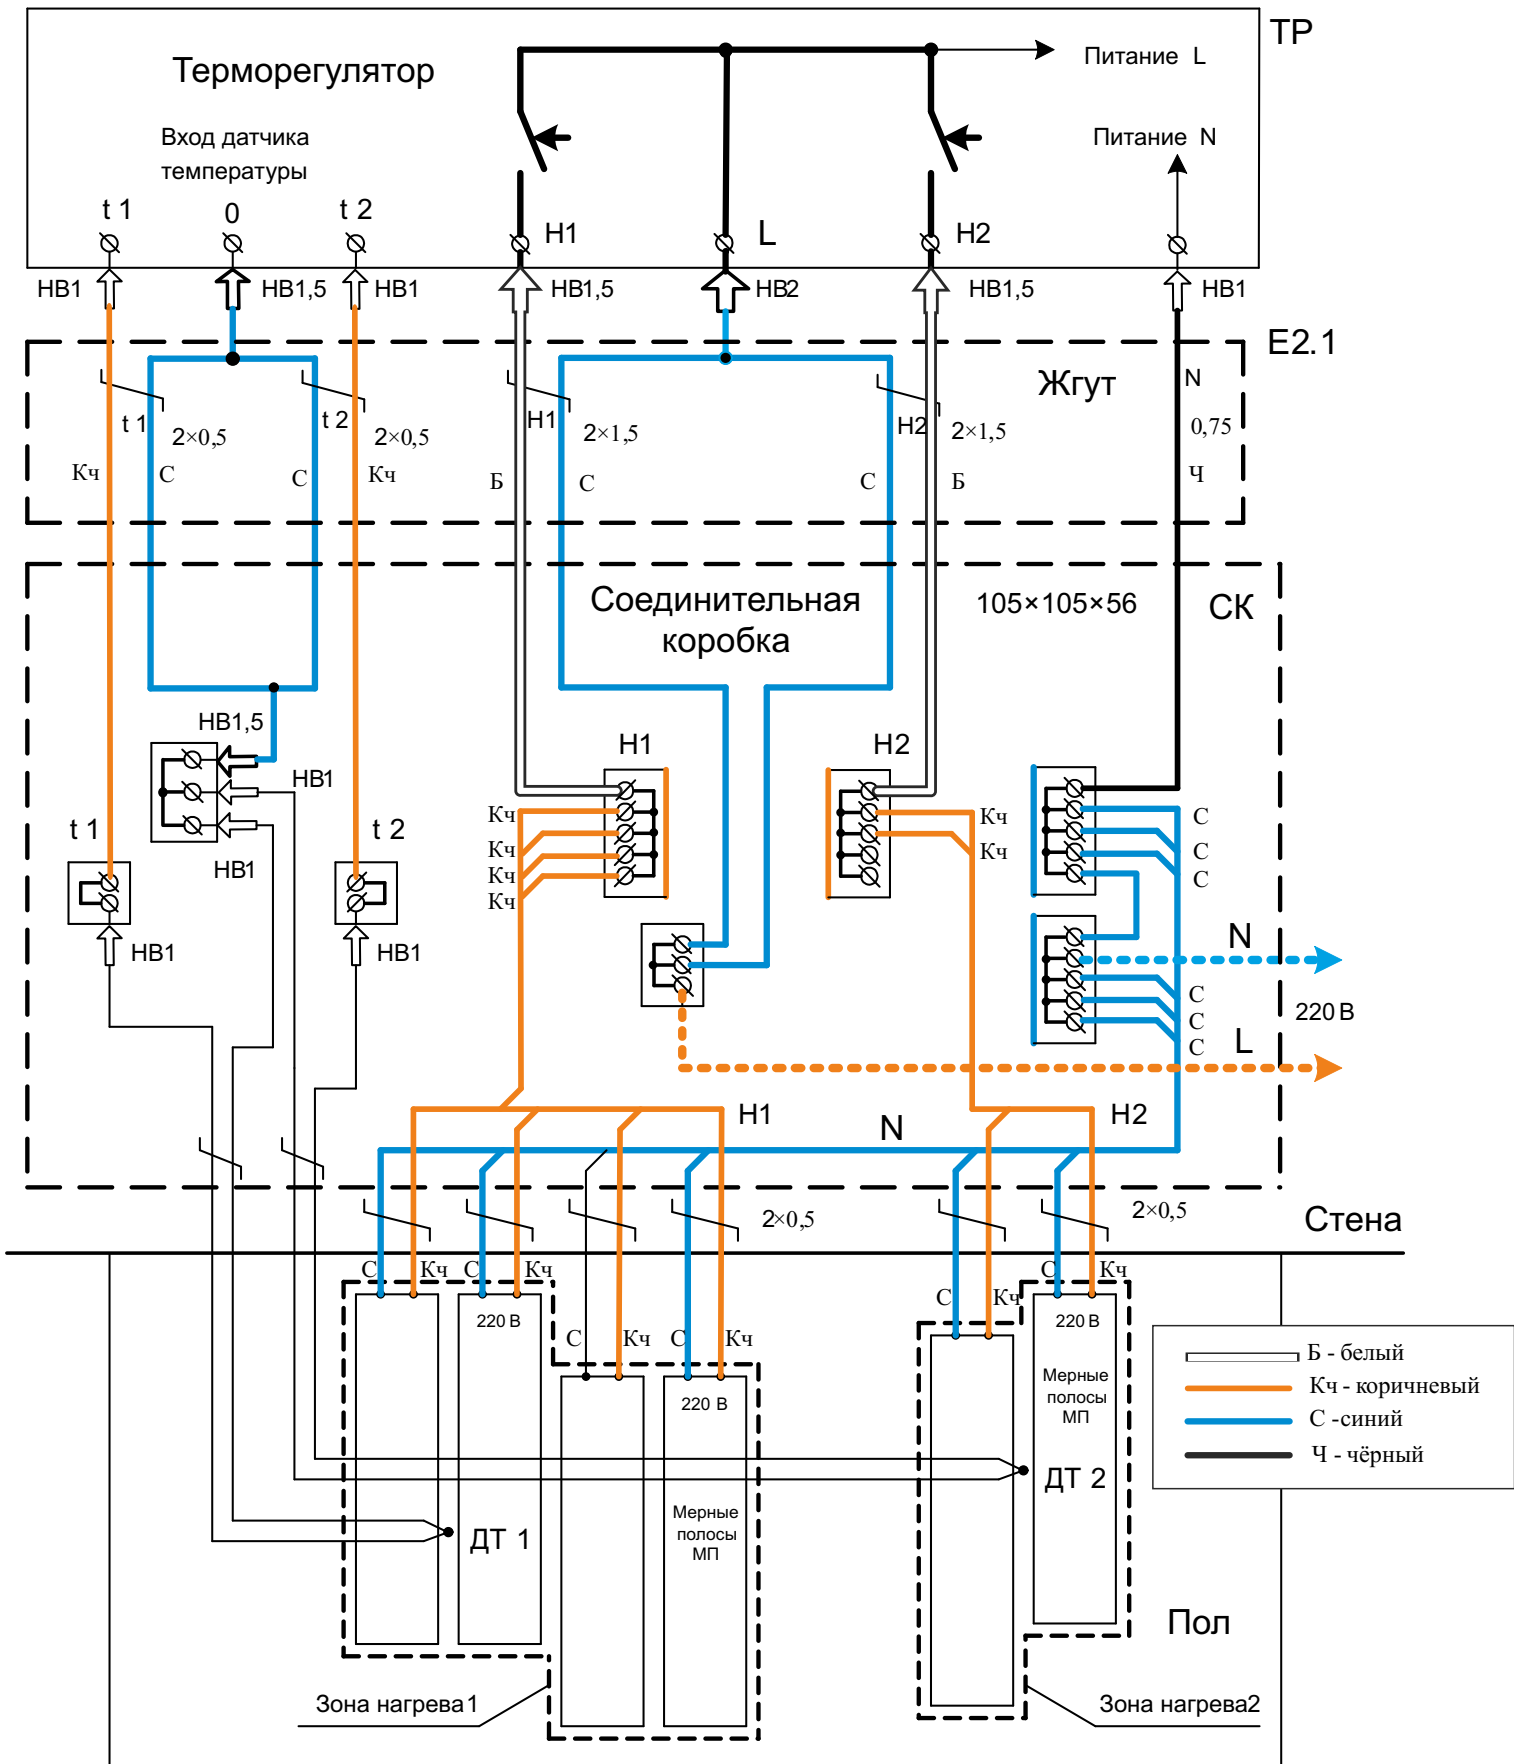 ТР
Терморегулятор
Питание L
Вход датчика
температуры
Питание N
t 1
0
t 2
H1
L
H2
НВ1
НВ1,5
НВ1
НВ1,5
НВ2
НВ1,5
НВ1
Е2.1
Жгут
N
t 1
2×0,5
t 2
2×0,5
H1
2×1,5
H2
2×1,5
0,75
Кч
С
С
Кч
Б
С
С
Б
Ч
Соединительная
коробка
105×105×56
СК
НВ1,5
H1
H2
НВ1
t 1
t 2
НВ1
Кч
Кч
Кч
Кч
Кч
Кч
С
С
С
НВ1
НВ1
N
С
С
С
220 В
L
H1
N
H2
2×0,5
2×0,5
Стена
С
Кч
С
Кч
С
Кч
С
Кч
С
Кч
С
Кч
220 В
220 В
220 В
Мерные
полосы
МП
Б - белый
Кч - коричневый
С -синий
Ч - чёрный
ДТ 2
ДТ 1
Мерные
полосы
МП
Пол
Зона нагрева1
Зона нагрева2